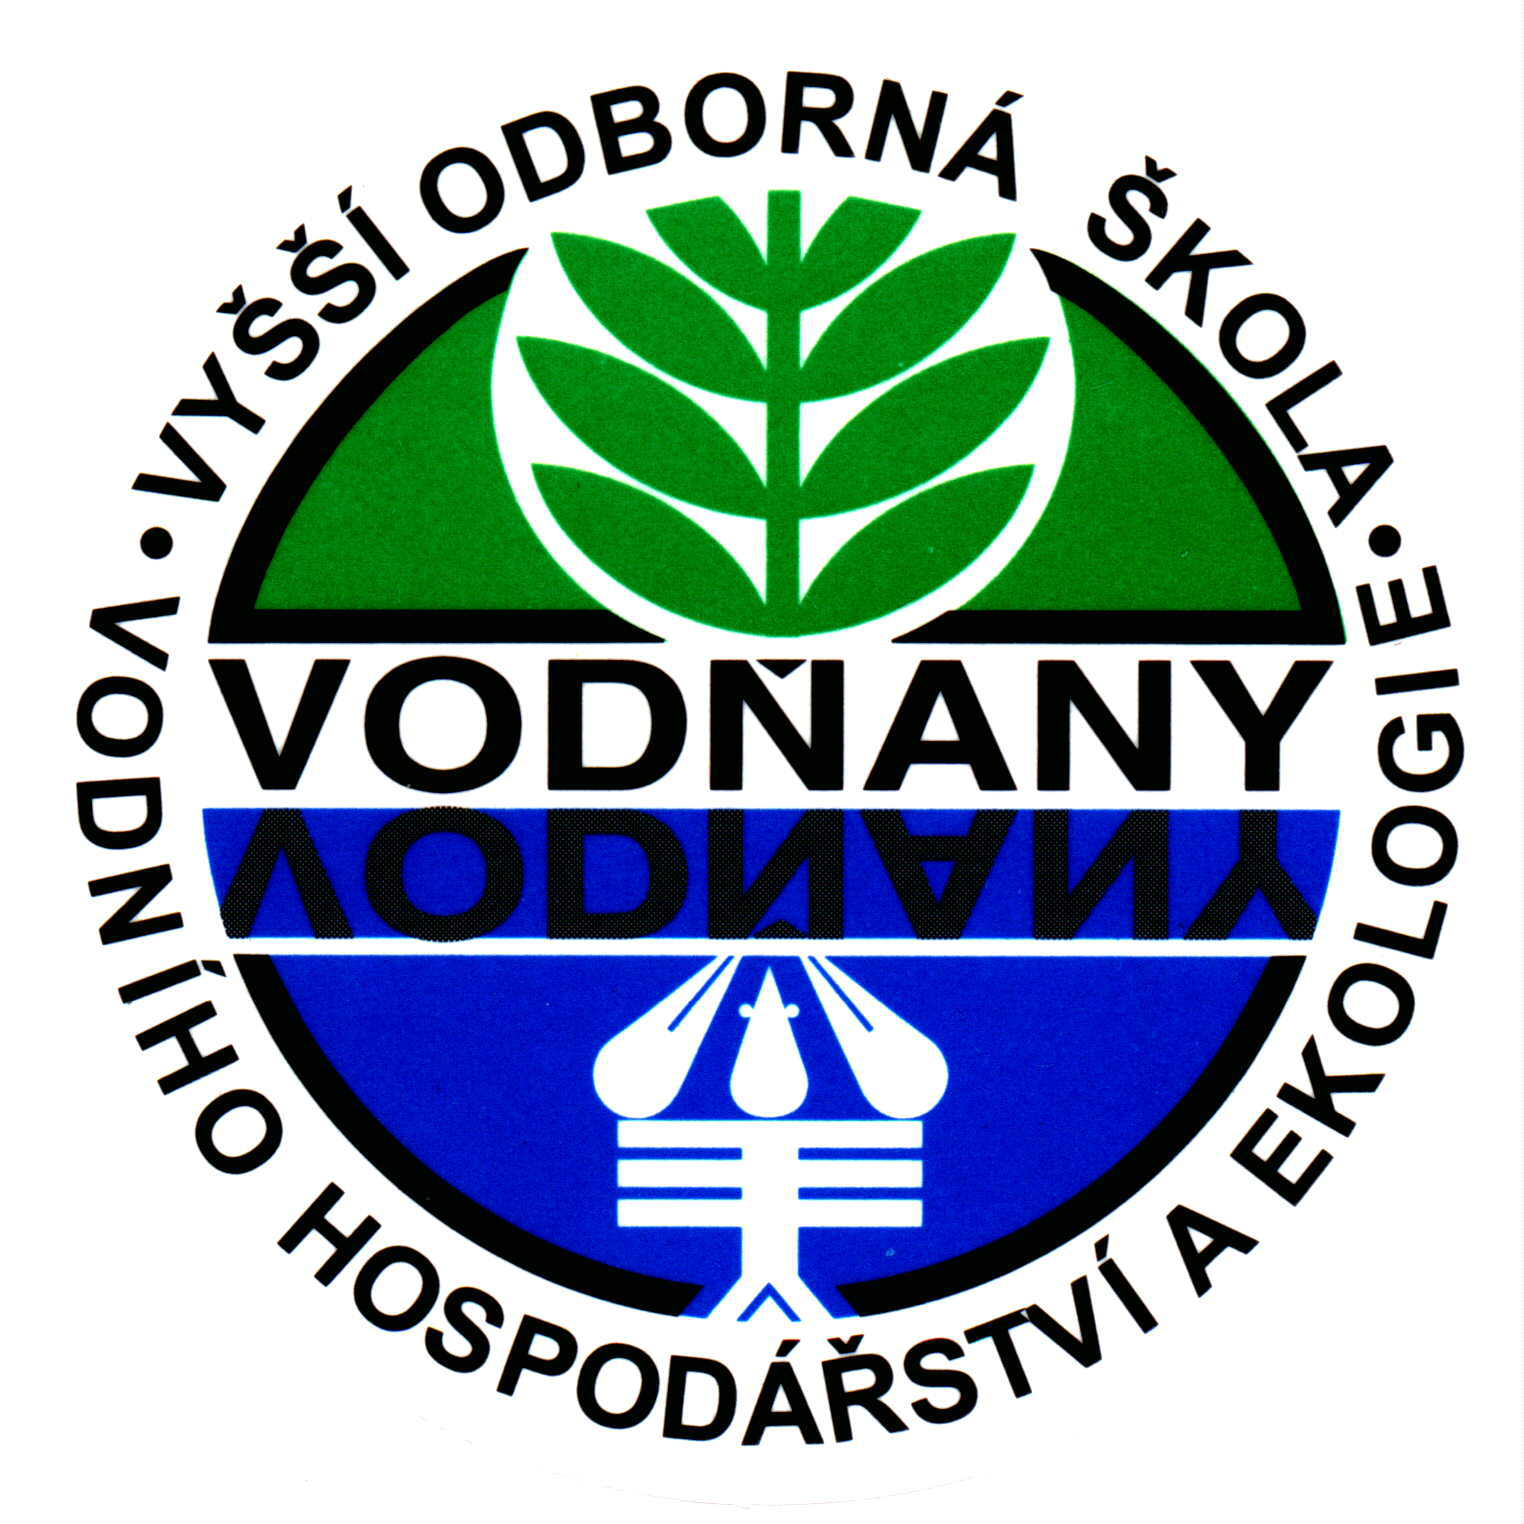 • VYŠŠÍ ODBORNÁ ŠKOLA •
VODŇANY
VODŇANY
VODNÍHO HOSPODÁŘSTVÍ A EKOLOGIE